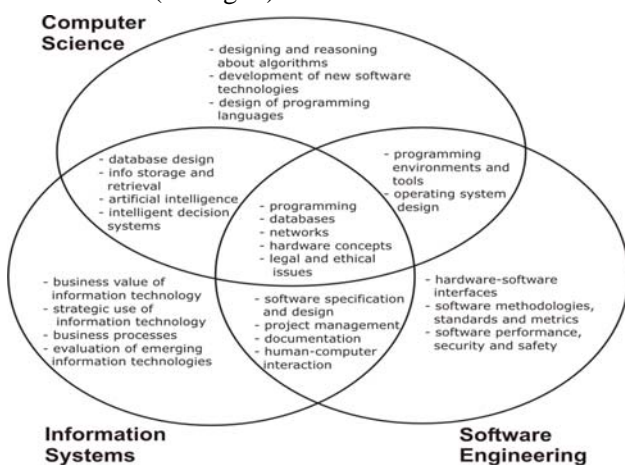 Computer
Science
- designing and reasoning
about algorithms
- development of new software
technologies
- design of programming
languages
- database design
- info storage and
retrieval
- artificial intelligence
- intelligent decision
systems
- programming
environments and
tools
- operating system
design
- programming
- databases
- networks
- hardware concepts
- legal and ethical
issues
- business value of
information technology
- strategic use of
information technology
- business processes
- evaluation of emerging
information technologies
- software specification
and design
- project management
- documentation
- human-computer
interaction
- hardware-software
interfaces
- software methodologies,
standards and metrics
- software performance,
security and safety
Information
Systems
Software
Engineering